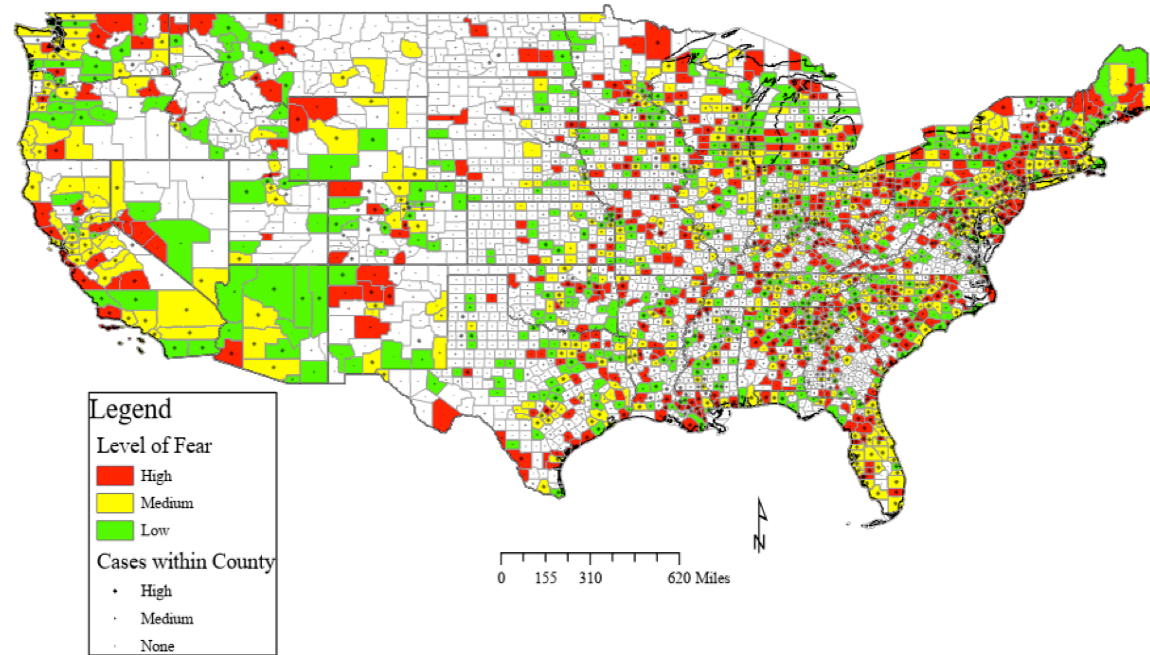 Legend
Level of Fear
High
Medium
Low
Cases within County
High
Medium
None
0 155 310 620 Miles
N